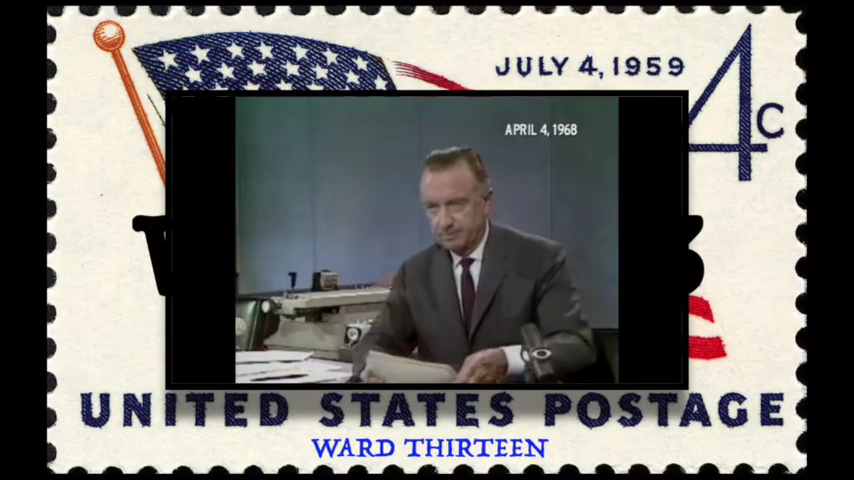 JULY 4, 1959
4c
APRIL 4, 1968
UNITED STATES POSTAGE
WARD THIRTEEN